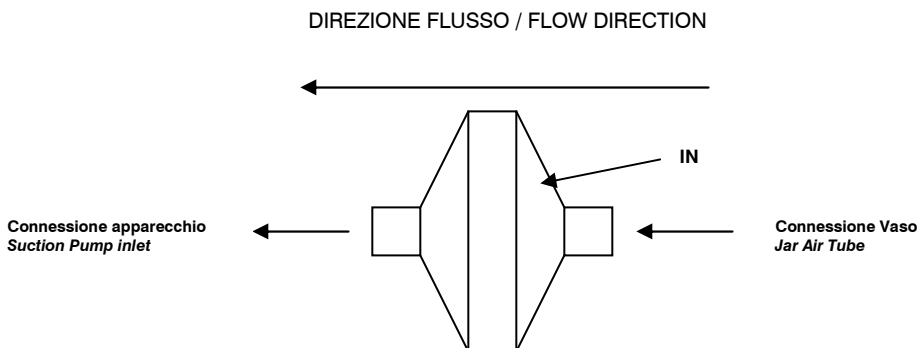 DIREZIONE FLUSSO / FLOW DIRECTION
IN
Connessione apparecchio
Suction Pump inlet
Connessione Vaso
Jar Air Tube